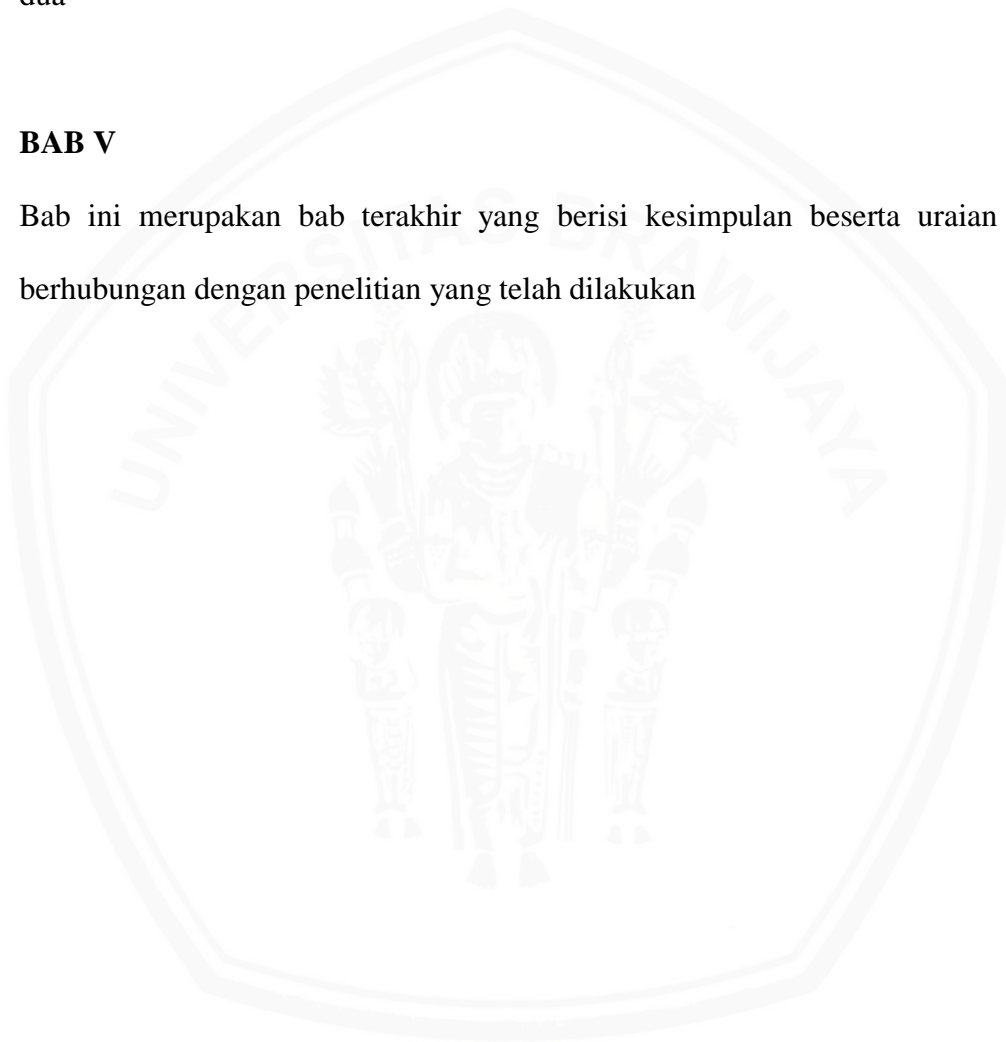 dua
BAB V
Bab ini merupakan bab terakhir yang berisi kesimpulan beserta uraian
berhubungan dengan penelitian yang telah dilakukan
UNIVERSITAS BRAWIJAYA